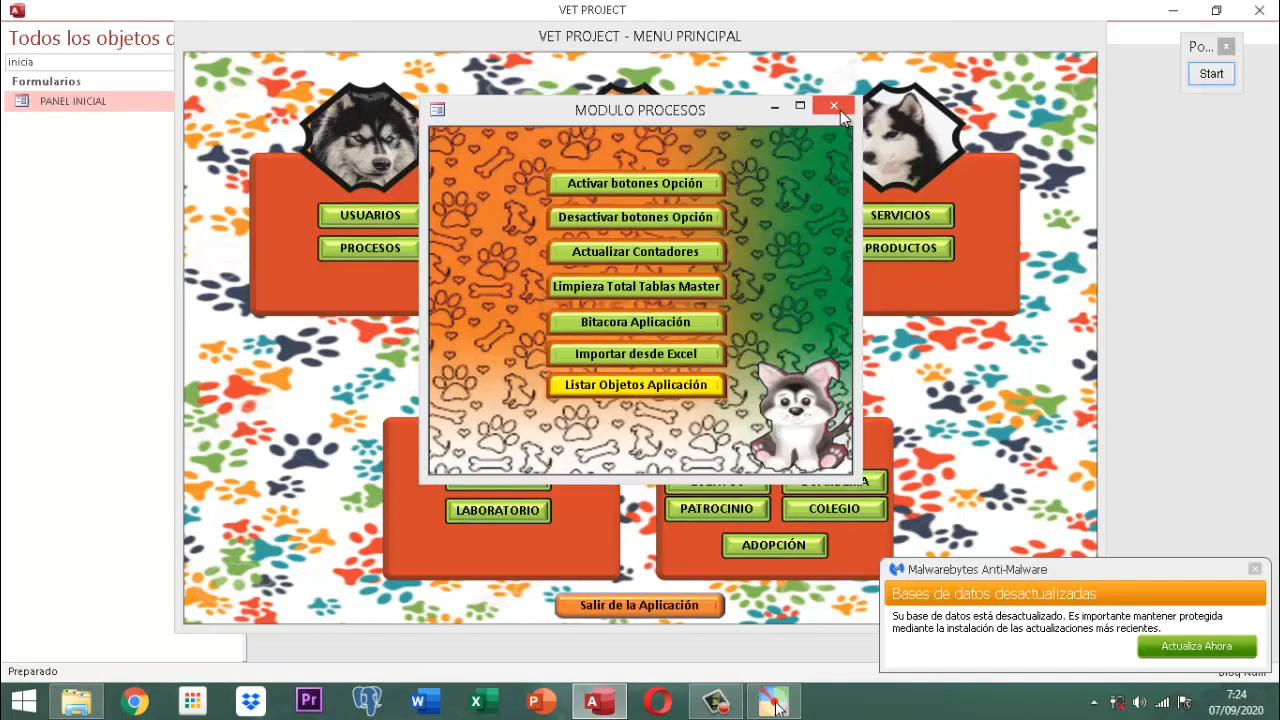 VET PROJECT
Todos los objetos d
inicia
Formularios
PANEL INICIAL
VET PROJECT - MENU PRINCIPAL
Po...
Start
MODULO PROCESOS
USUARIOS
PROCESOS
SERVICIOS
PRODUCTOS
Activar botones Opción
Desactivar botones Opción
Actualizar Contadores
Limpieza Total Tablas Master
Bitacora Aplicación
Importar desde Excel
Listar Objetos Aplicación
LABORATORIO
PATROCINIO
COLEGIO
ADOPCIÓN
Salir de la Aplicación
Malwarebytes Anti-Malware
Bases de datos desactualizadas
Su base de datos está desactualizado. Es importante mantener protegida
mediante la instalación de las actualizaciones más recientes.
Actualiza Ahora
Preparado
7:24
07/09/2020